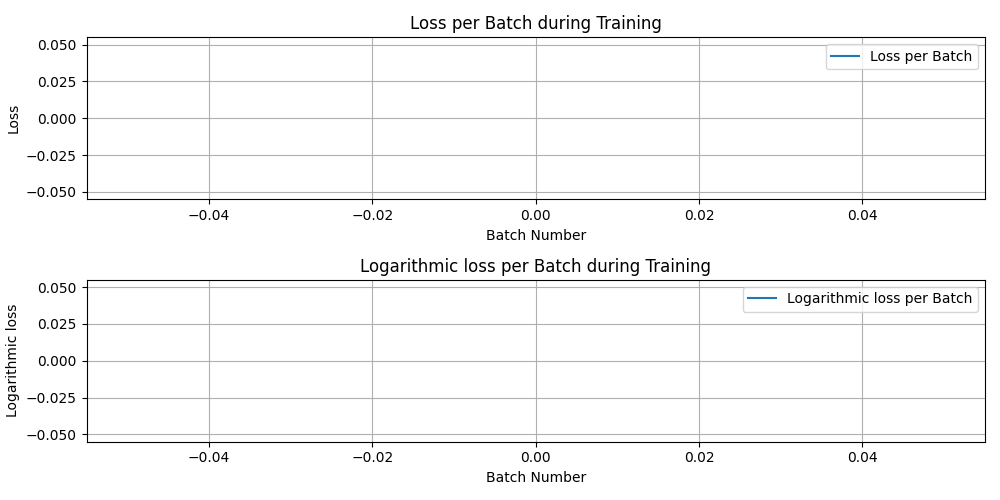 Loss per Batch during Training
0.050
0.025
0.000
−0.025
−0.050
Loss
Loss per Batch
−0.04 −0.02 0.00 0.02 0.04
Batch Number
Logarithmic loss per Batch during Training
0.050
0.025
0.000
−0.025
−0.050
Logarithmic loss
Logarithmic loss per Batch
−0.04 −0.02 0.00 0.02 0.04
Batch Number